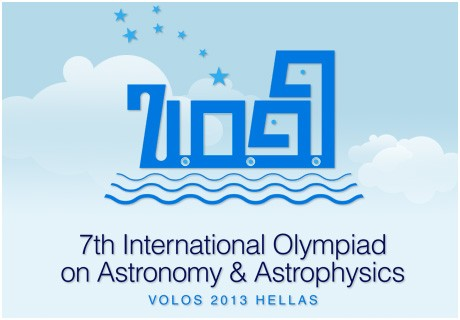 7th International Olympiad
on Astronomy & Astrophysics
VOLOS 2013 HELLAS